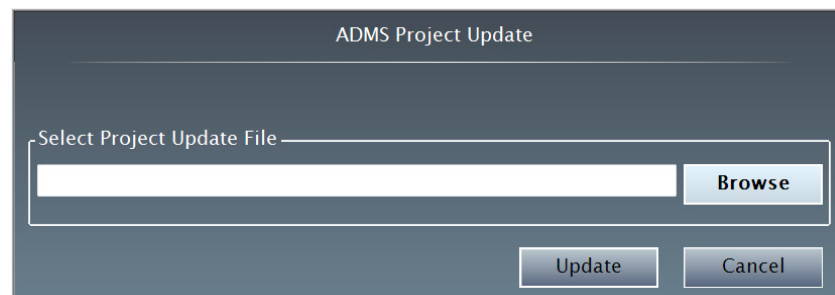 ADMS Project Update
Select Project Update File
Browse
Update
Cancel